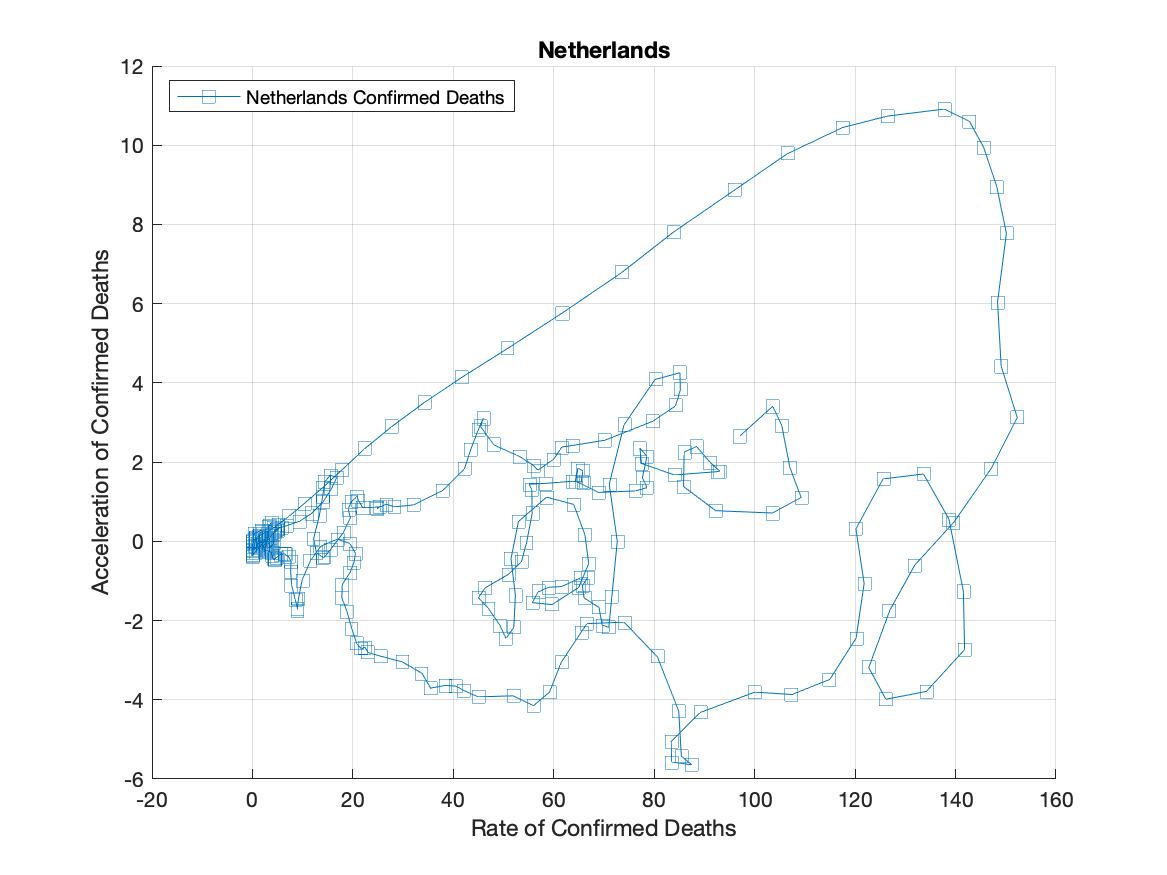 Netherlands
Netherlands Confirmed Deaths
12
10
8
6
4
2
0
-2
-4
-6
Acceleration of Confirmed Deaths
-20 0 20 40 60 80 100 120 140 160
Rate of Confirmed Deaths